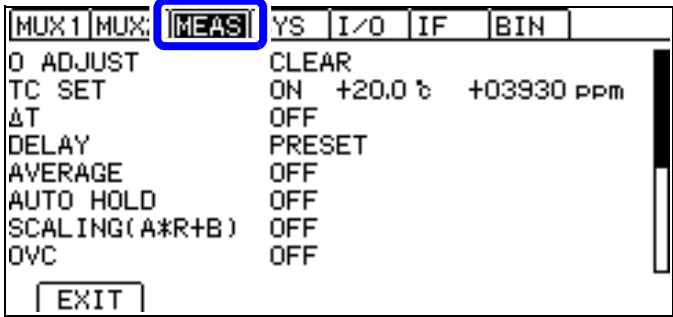 MUX1 MUX2 MEAS YS I/O IF BIN
0 ADJUST CLEAR
TC SET ON +20.0 ℃ +03930 ppm
ΔT OFF
DELAY PRESET
AVERAGE OFF
AUTO HOLD OFF
SCALING(A*R+B) OFF
OVC OFF
EXIT